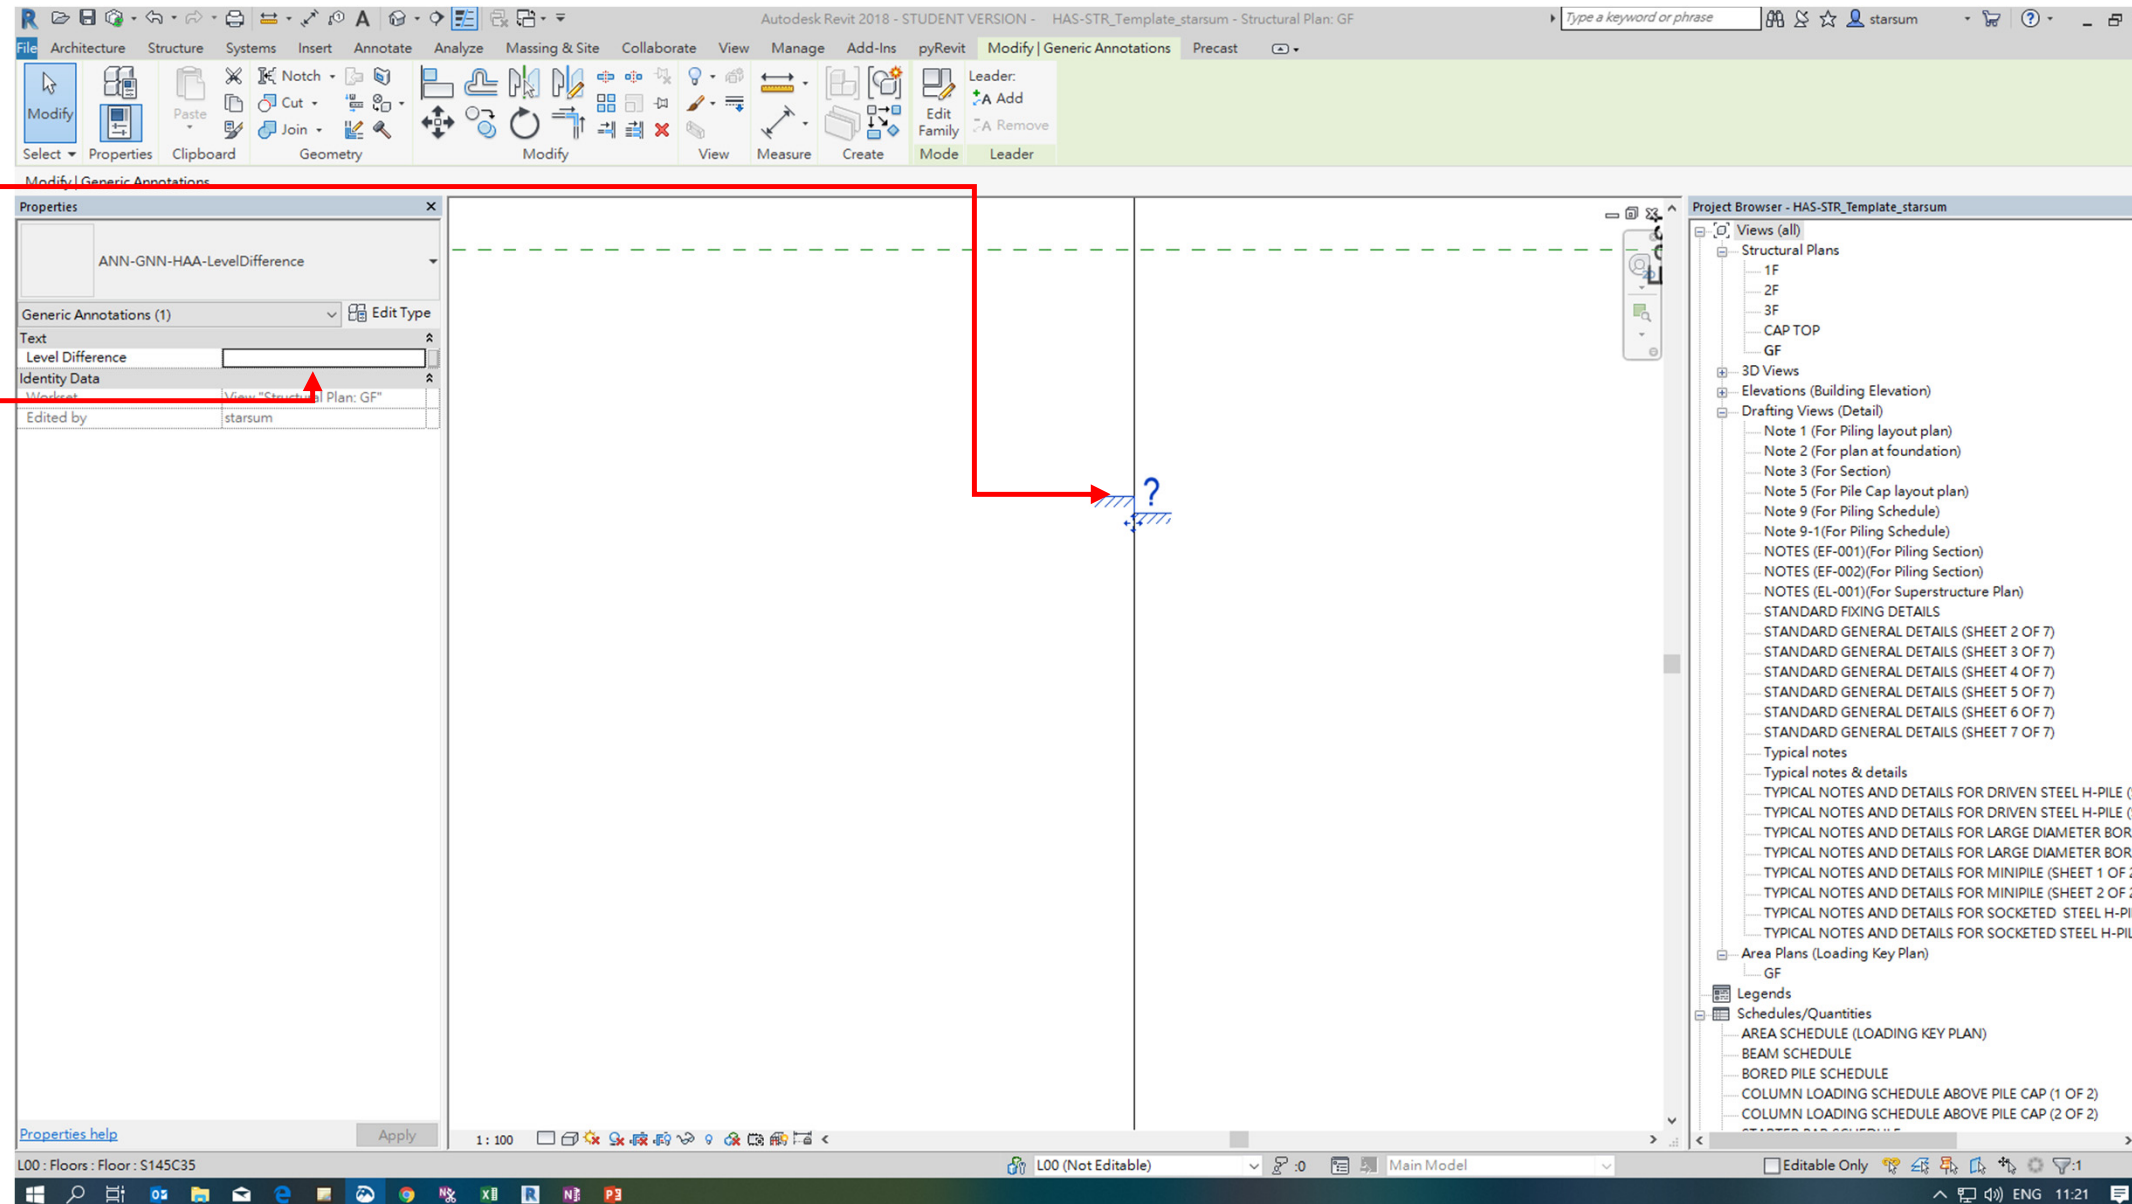 Autodesk Revit 2018 - STUDENT VERSION - HAS-STR_Template_starsum - Structural Plan: GF
Type a keyword or phrase
starsum
File Architecture Structure Systems Insert Annotate Analyze Massing & Site Collaborate View Manage Add-Ins pyRevit Modify | Generic Annotations Precast
Modify
Paste
Notch
Cut
Join
Edit
Family
Leader:
Add
Remove
Select Properties Clipboard Geometry Modify View Measure Create Mode Leader
Modify | Generic Annotations
Properties
ANN-GNN-HAA-LevelDifference
Generic Annotations (1)
Edit Type
Text
Level Difference
Identity Data
Workset View "Structural Plan: GF"
Edited by starsum
Properties help
Apply
?
1 : 100
Project Browser - HAS-STR_Template_starsum
Views (all)
Structural Plans
1F
2F
3F
CAP TOP
GF
3D Views
Elevations (Building Elevation)
Drafting Views (Detail)
Note 1 (For Piling layout plan)
Note 2 (For plan at foundation)
Note 3 (For Section)
Note 5 (For Pile Cap layout plan)
Note 9 (For Piling Schedule)
Note 9-1(For Piling Schedule)
NOTES (EF-001)(For Piling Section)
NOTES (EF-002)(For Piling Section)
NOTES (EL-001)(For Superstructure Plan)
STANDARD FIXING DETAILS
STANDARD GENERAL DETAILS (SHEET 2 OF 7)
STANDARD GENERAL DETAILS (SHEET 3 OF 7)
STANDARD GENERAL DETAILS (SHEET 4 OF 7)
STANDARD GENERAL DETAILS (SHEET 5 OF 7)
STANDARD GENERAL DETAILS (SHEET 6 OF 7)
STANDARD GENERAL DETAILS (SHEET 7 OF 7)
Typical notes
Typical notes & details
TYPICAL NOTES AND DETAILS FOR DRIVEN STEEL H-PILE (
TYPICAL NOTES AND DETAILS FOR DRIVEN STEEL H-PILE (
TYPICAL NOTES AND DETAILS FOR LARGE DIAMETER BOR
TYPICAL NOTES AND DETAILS FOR LARGE DIAMETER BOR
TYPICAL NOTES AND DETAILS FOR MINIPILE (SHEET 1 OF 2
TYPICAL NOTES AND DETAILS FOR MINIPILE (SHEET 2 OF 2
TYPICAL NOTES AND DETAILS FOR SOCKETED STEEL H-PI
TYPICAL NOTES AND DETAILS FOR SOCKETED STEEL H-PIL
Area Plans (Loading Key Plan)
GF
Legends
Schedules/Quantities
AREA SCHEDULE (LOADING KEY PLAN)
BEAM SCHEDULE
BORED PILE SCHEDULE
COLUMN LOADING SCHEDULE ABOVE PILE CAP (1 OF 2)
COLUMN LOADING SCHEDULE ABOVE PILE CAP (2 OF 2)
L00 : Floors : Floor : S145C35
L00 (Not Editable)
:0
Main Model
Editable Only
:1
ENG 11:21